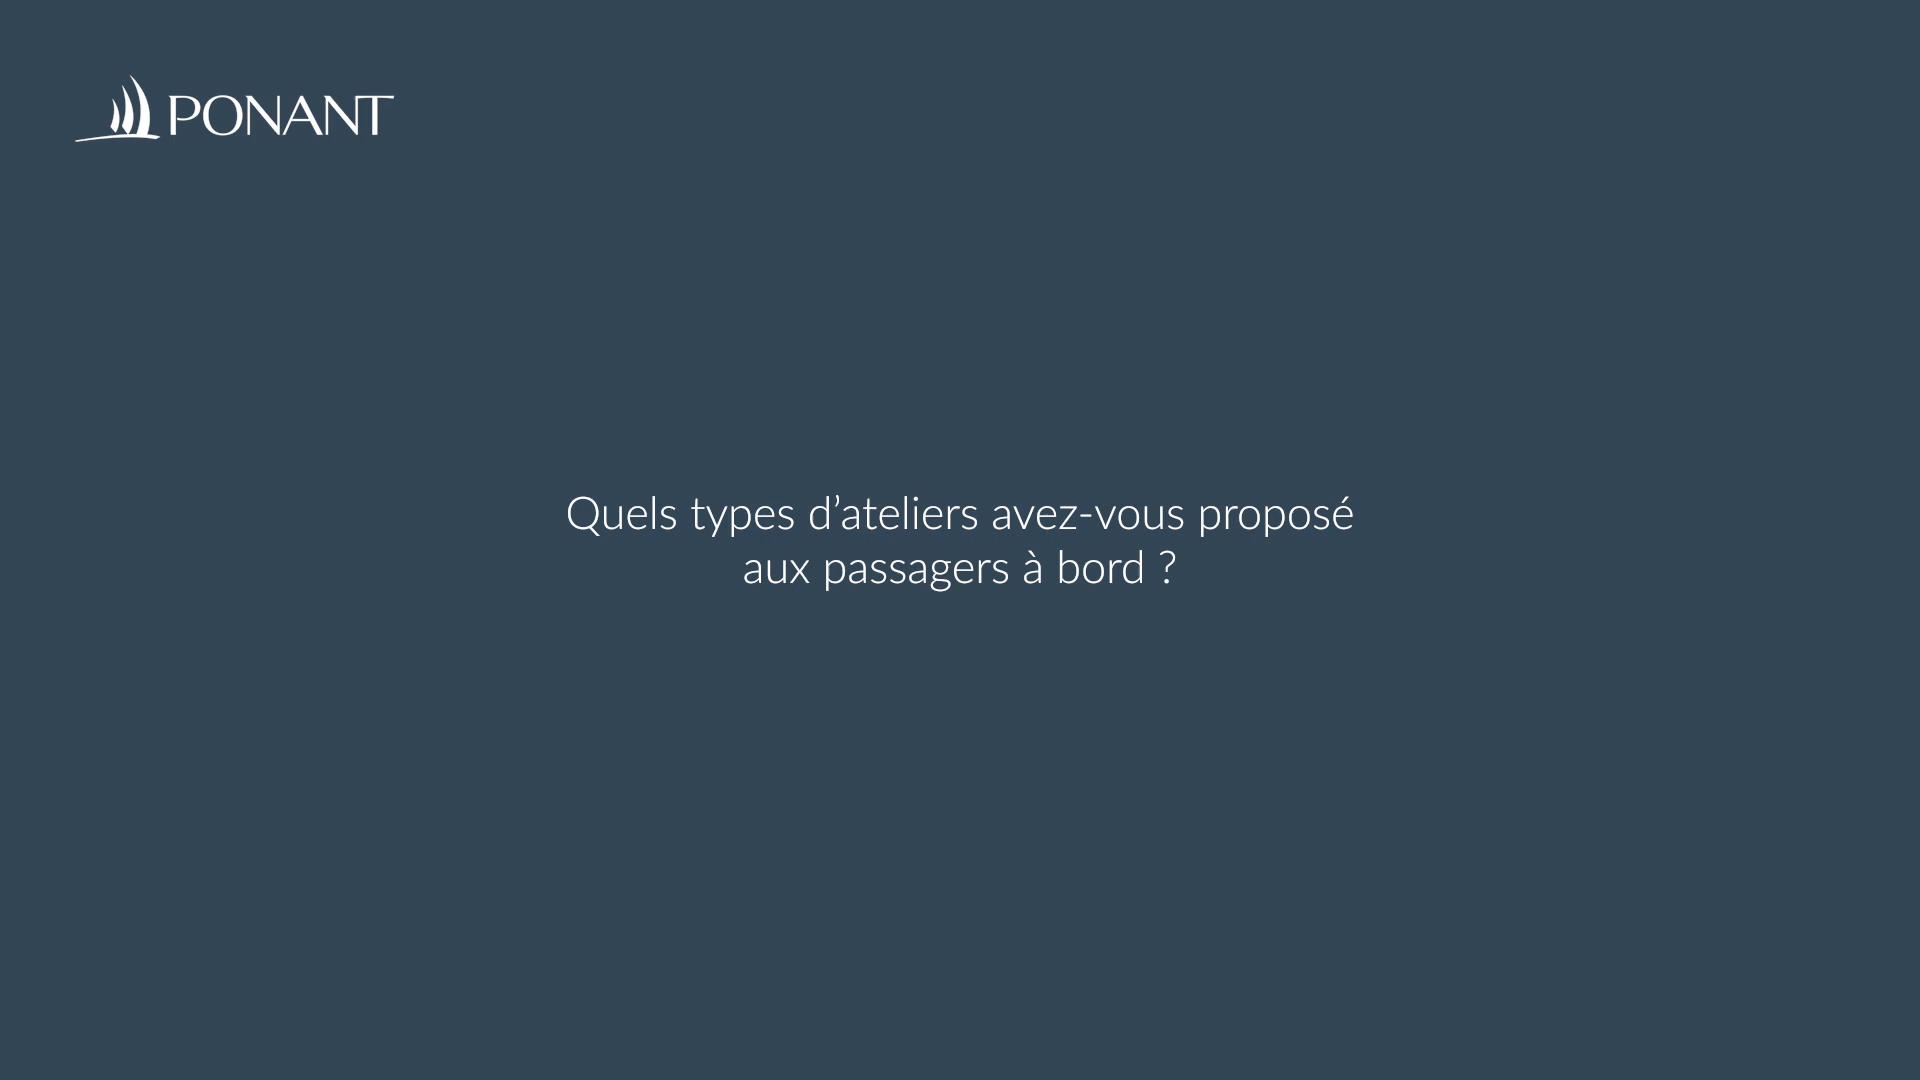 PONANT
Quels types d’ateliers avez-vous proposé
aux passagers à bord ?